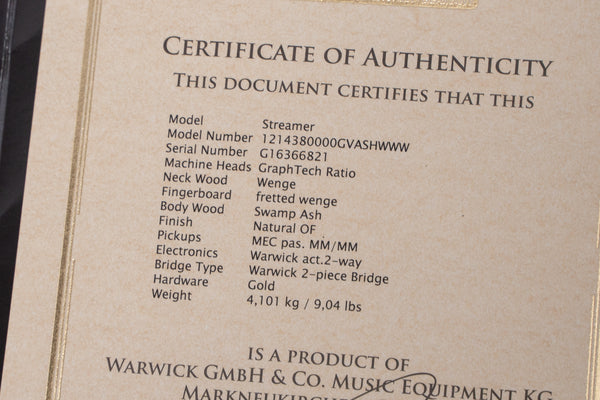 CERTIFICATE OF AUTHENTICITY
THIS DOCUMENT CERTIFIES THAT THIS
Model Streamer
Model Number 1214380000GVASHWWW
Serial Number G16366821
Machine Heads GraphTech Ratio
Neck Wood Wenge
Fingerboard fretted wenge
Body Wood Swamp Ash
Finish Natural OF
Pickups MEC pas. MM/MM
Electronics Warwick act.2-way
Bridge Type Warwick 2-piece Bridge
Hardware Gold
Weight 4,101 kg / 9,04 lbs
IS A PRODUCT OF
WARWICK GMBH & CO. MUSIC EQUIPMENT KG